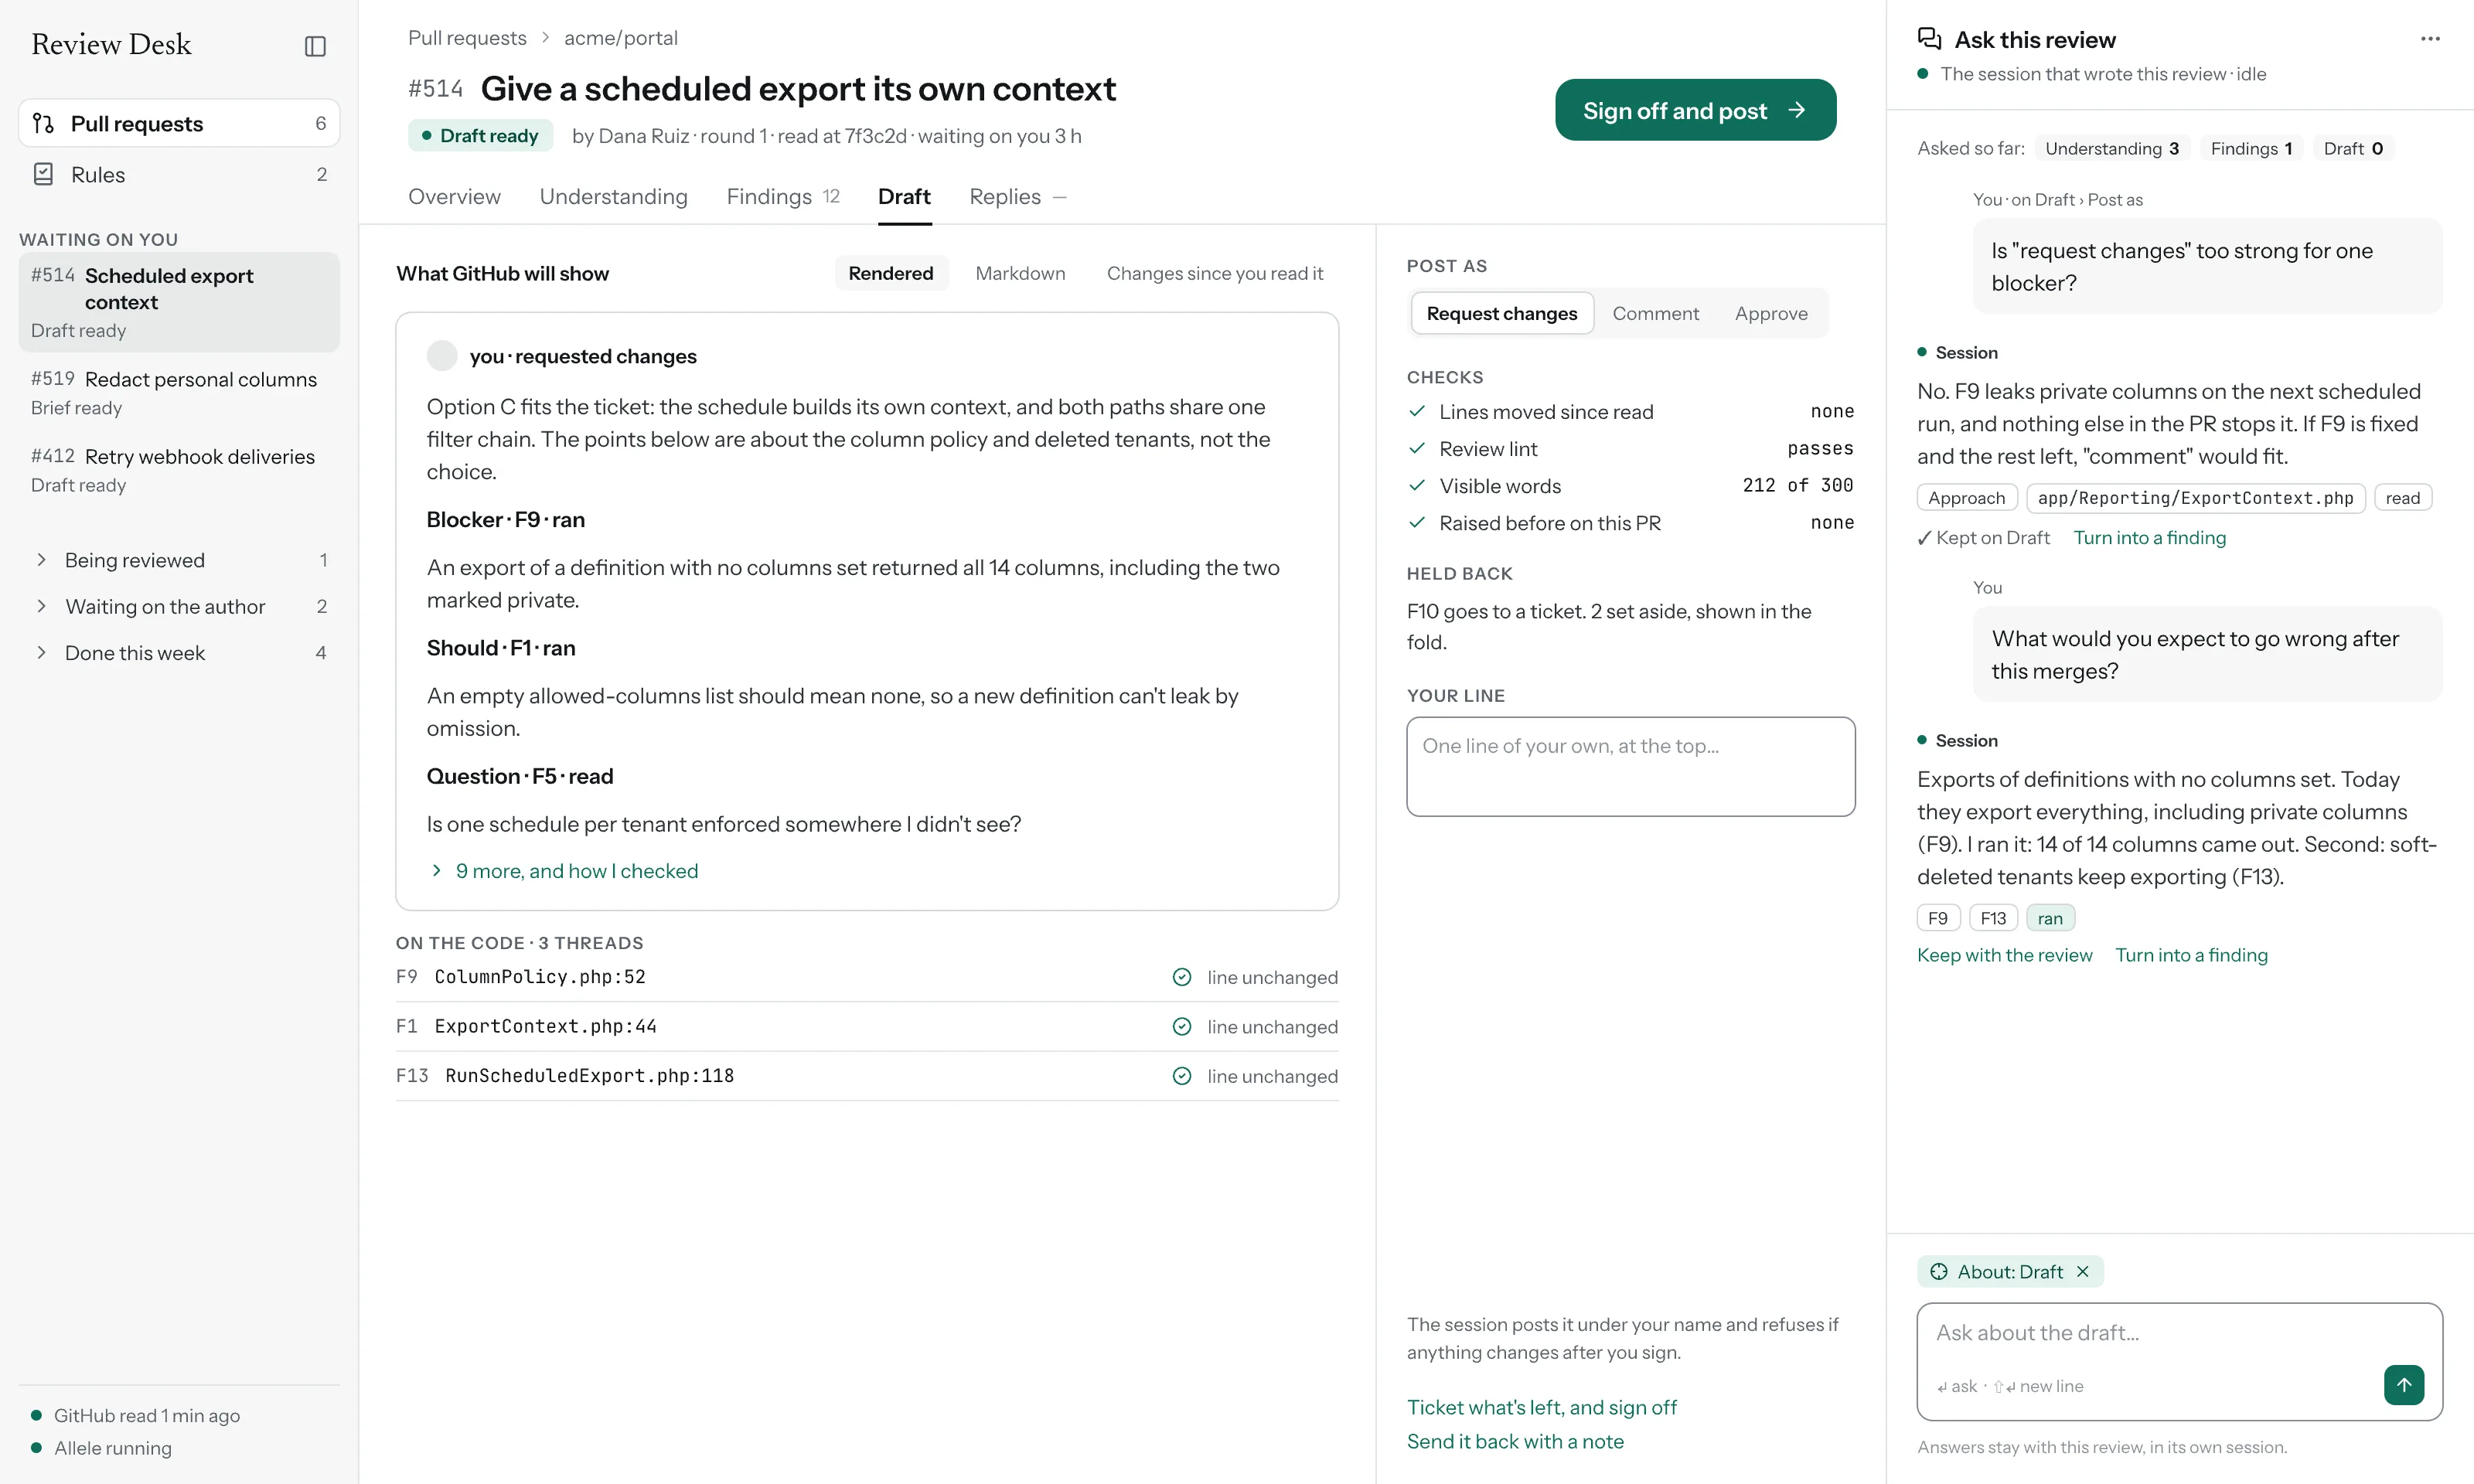 Review Desk
Pull requests 6
Rules 2
WAITING ON YOU
#514 Scheduled export
context
Draft ready
#519 Redact personal columns
Brief ready
#412 Retry webhook deliveries
Draft ready
Being reviewed 1
Waiting on the author 2
Done this week 4
GitHub read 1 min ago
Allele running
Pull requests > acme/portal
#514 Give a scheduled export its own context
Draft ready by Dana Ruiz · round 1 · read at 7f3c2d · waiting on you 3 h
Sign off and post →
Overview Understanding Findings 12 Draft Replies —
What GitHub will show
Rendered Markdown Changes since you read it
you · requested changes
Option C fits the ticket: the schedule builds its own context, and both paths share one
filter chain. The points below are about the column policy and deleted tenants, not the
choice.
Blocker · F9 · ran
An export of a definition with no columns set returned all 14 columns, including the two
marked private.
Should · F1 · ran
An empty allowed-columns list should mean none, so a new definition can't leak by
omission.
Question · F5 · read
Is one schedule per tenant enforced somewhere I didn't see?
9 more, and how I checked
ON THE CODE · 3 THREADS
F9 ColumnPolicy.php:52 line unchanged
F1 ExportContext.php:44 line unchanged
F13 RunScheduledExport.php:118 line unchanged
POST AS
Request changes Comment Approve
CHECKS
Lines moved since read none
Review lint passes
Visible words 212 of 300
Raised before on this PR none
HELD BACK
F10 goes to a ticket. 2 set aside, shown in the
fold.
YOUR LINE
One line of your own, at the top...
The session posts it under your name and refuses if
anything changes after you sign.
Ticket what's left, and sign off
Send it back with a note
Ask this review
The session that wrote this review · idle
Asked so far: Understanding 3 Findings 1 Draft 0
You · on Draft › Post as
Is "request changes" too strong for one
blocker?
Session
No. F9 leaks private columns on the next scheduled
run, and nothing else in the PR stops it. If F9 is fixed
and the rest left, "comment" would fit.
Approach app/Reporting/ExportContext.php read
✓ Kept on Draft Turn into a finding
You
What would you expect to go wrong after
this merges?
Session
Exports of definitions with no columns set. Today
they export everything, including private columns
(F9). I ran it: 14 of 14 columns came out. Second: soft-
deleted tenants keep exporting (F13).
F9 F13 ran
Keep with the review Turn into a finding
About: Draft ×
Ask about the draft...
↲ ask · ⇧↲ new line
Answers stay with this review, in its own session.